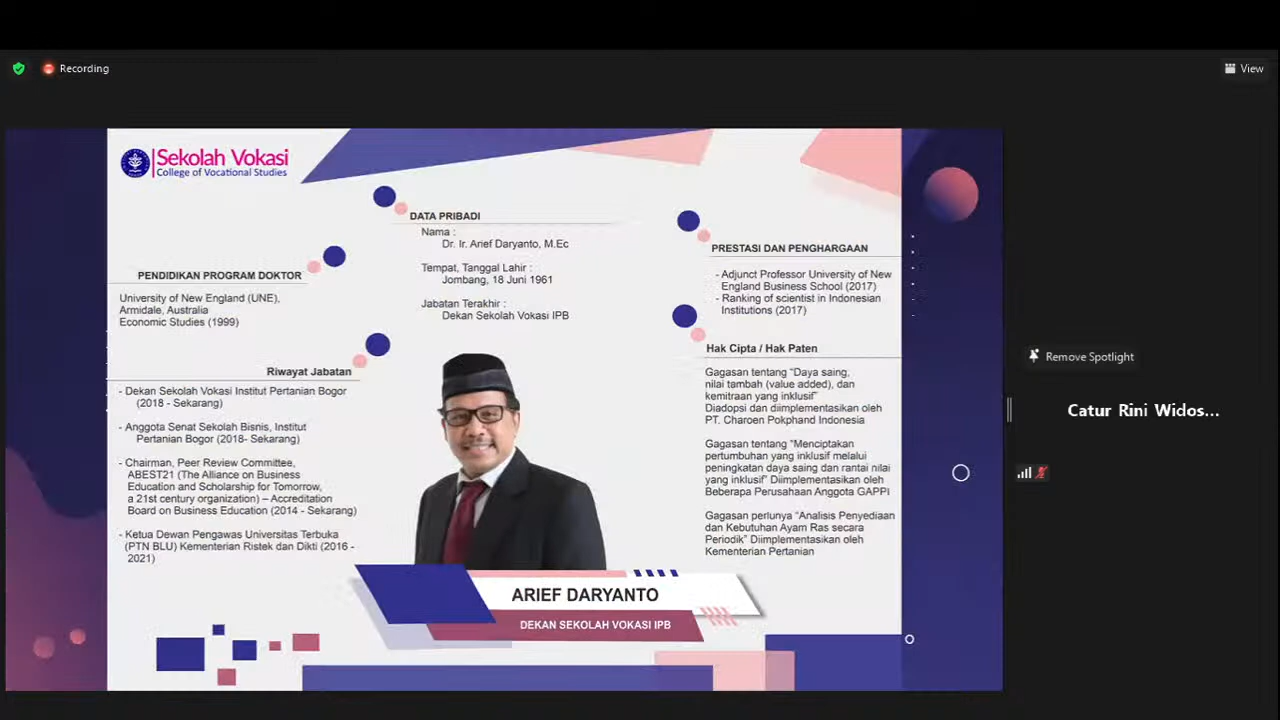 Recording
View
Sekolah Vokasi
College of Vocational Studies
DATA PRIBADI
Nama :
Dr. Ir. Arief Daryanto, M.Ec
Tempat, Tanggal Lahir :
Jombang, 18 Juni 1961
Jabatan Terakhir :
Dekan Sekolah Vokasi IPB
PENDIDIKAN PROGRAM DOKTOR
University of New England (UNE),
Armidale, Australia
Economic Studies (1999)
Riwayat Jabatan
- Dekan Sekolah Vokasi Institut Pertanian Bogor
(2018 - Sekarang)
- Anggota Senat Sekolah Bisnis, Institut
Pertanian Bogor (2018- Sekarang)
- Chairman, Peer Review Committee,
ABEST21 (The Alliance on Business
Education and Scholarship for Tomorrow,
a 21st century organization) – Accreditation
Board on Business Education (2014 - Sekarang)
- Ketua Dewan Pengawas Universitas Terbuka
(PTN BLU) Kementerian Ristek dan Dikti (2016 -
2021)
PRESTASI DAN PENGHARGAAN
- Adjunct Professor University of New
England Business School (2017)
- Ranking of scientist in Indonesian
Institutions (2017)
Hak Cipta / Hak Paten
Gagasan tentang “Daya saing,
nilai tambah (value added), dan
kemitraan yang inklusif”
Diadopsi dan diimplementasikan oleh
PT. Charoen Pokphand Indonesia
Gagasan tentang “Menciptakan
pertumbuhan yang inklusif melalui
peningkatan daya saing dan rantai nilai
yang inklusif” Diimplementasikan oleh
Beberapa Perusahaan Anggota GAPPI
Gagasan perlunya “Analisis Penyediaan
dan Kebutuhan Ayam Ras secara
Periodik” Diimplementasikan oleh
Kementerian Pertanian
ARIEF DARYANTO
DEKAN SEKOLAH VOKASI IPB
Remove Spotlight
Catur Rini Widos...